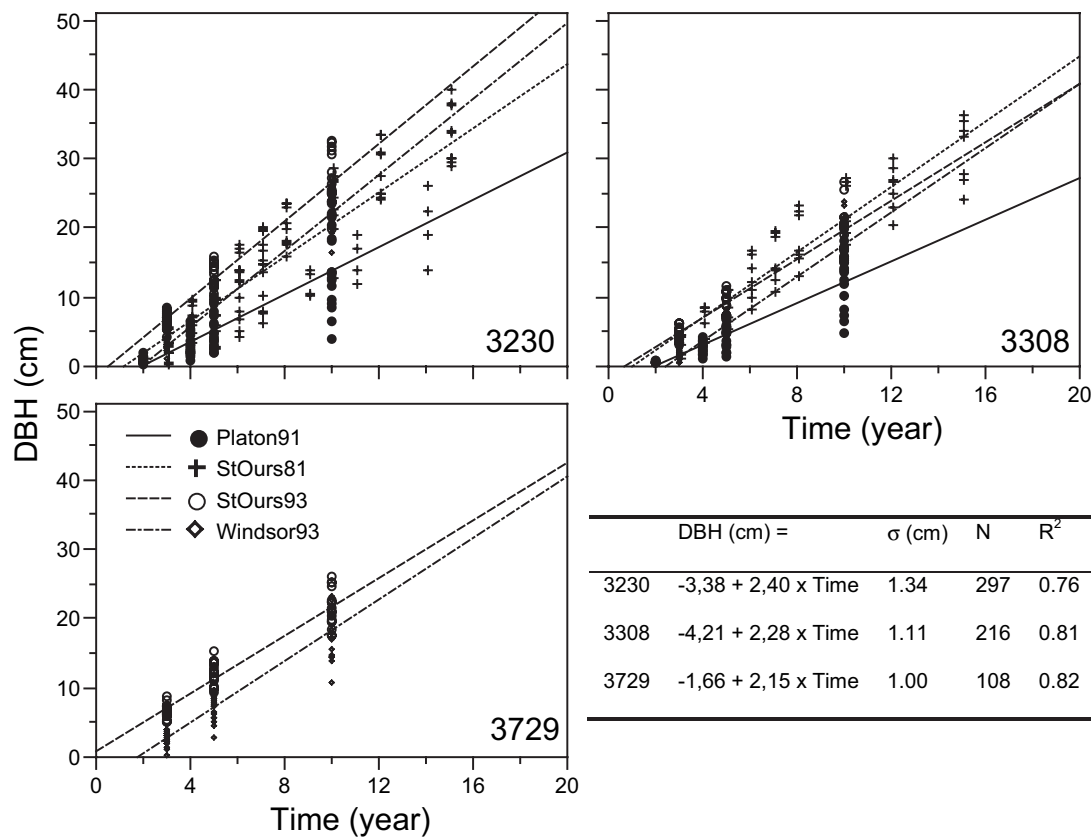 50
40
30
20
10
0
3230
3308
0 4 8 12 16 20
Time (year)
DBH (cm)
50
40
30
20
10
0
Platon91
StOurs81
StOurs93
Windsor93
3729
0 4 8 12 16 20
Time (year)
DBH (cm) = σ (cm) N R²
3230 -3,38 + 2,40 x Time 1.34 297 0.76
3308 -4,21 + 2,28 x Time 1.11 216 0.81
3729 -1,66 + 2,15 x Time 1.00 108 0.82